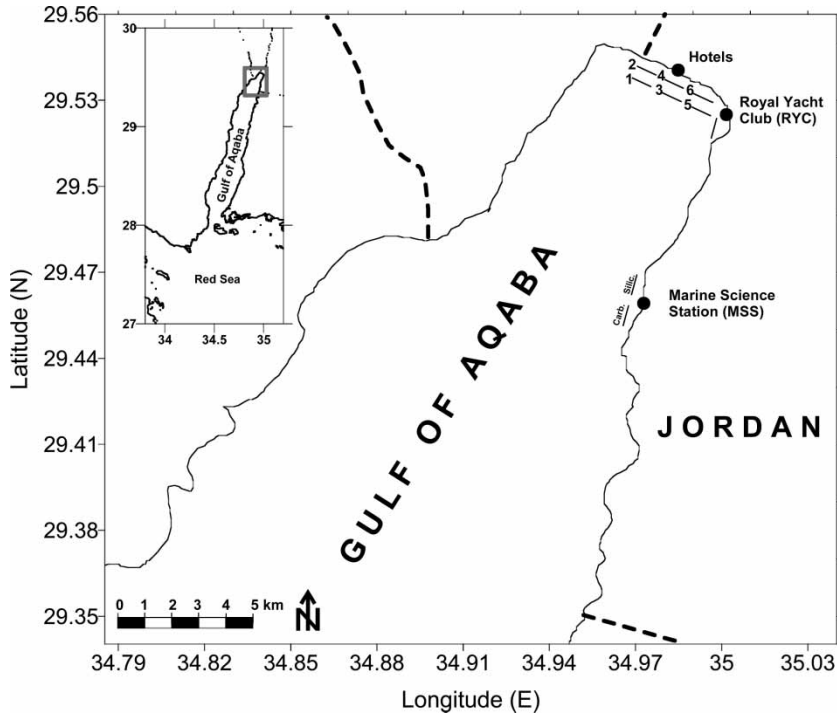 29.56
29.53
29.5
29.47
29.44
29.41
29.38
29.35
Latitude (N)
30
29
28
27
34
34.5
35
Gulf of Aqaba
Red Sea
Hotels
2
4
6
1
3
5
Royal Yacht
Club (RYC)
Silic.
Carb.
Marine Science
Station (MSS)
GULF OF AQABA
JORDAN
0 1 2 3 4 5 km
N
34.79 34.82 34.85 34.88 34.91 34.94 34.97 35 35.03
Longitude (E)